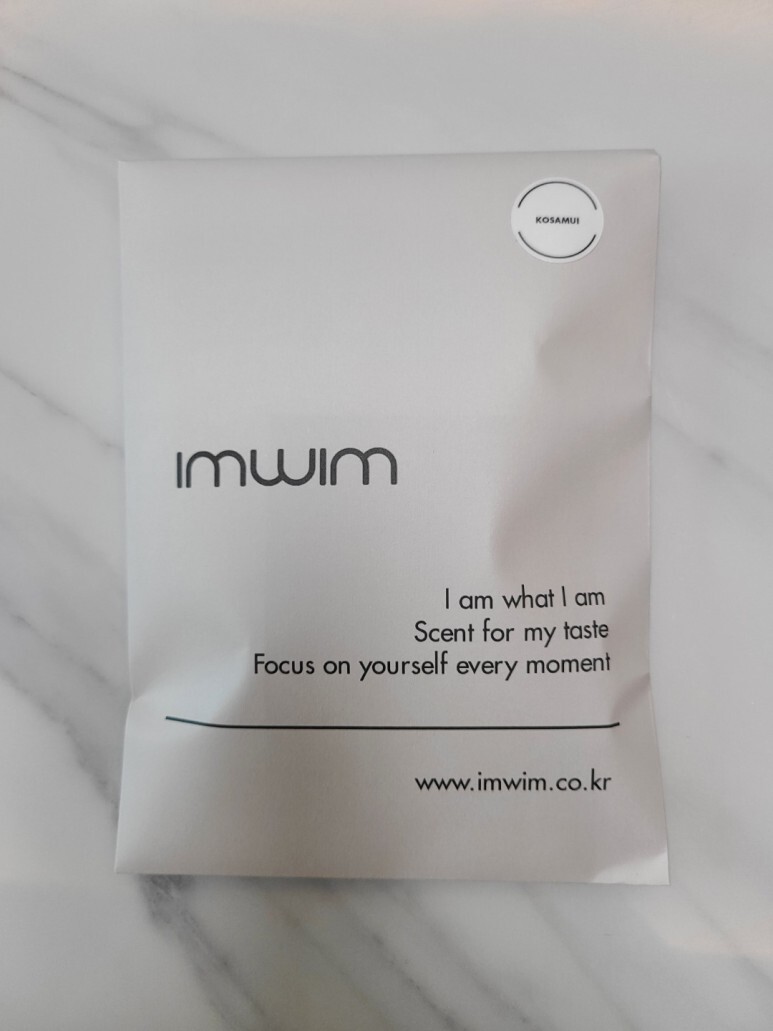 KOSAMUI
IMWIM
I am what I am
Scent for my taste
Focus on yourself every moment
www.imwim.co.kr